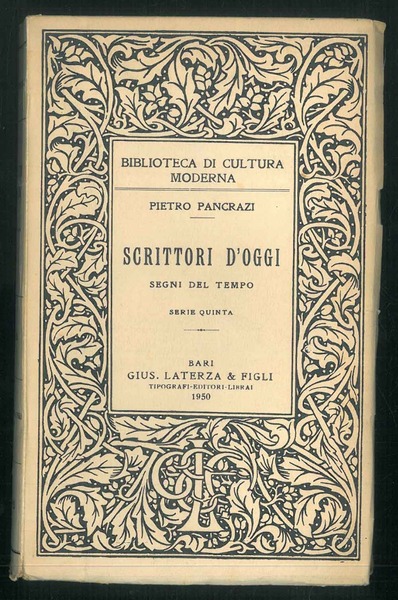 BIBLIOTECA DI CULTURA
MODERNA
PIETRO PANCRAZI
SCRITTORI D'OGGI
SEGNI DEL TEMPO
SERIE QUINTA
BARI
GIUS. LATERZA & FIGLI
TIPOGRAFI-EDITORI-LIBRAI
1950